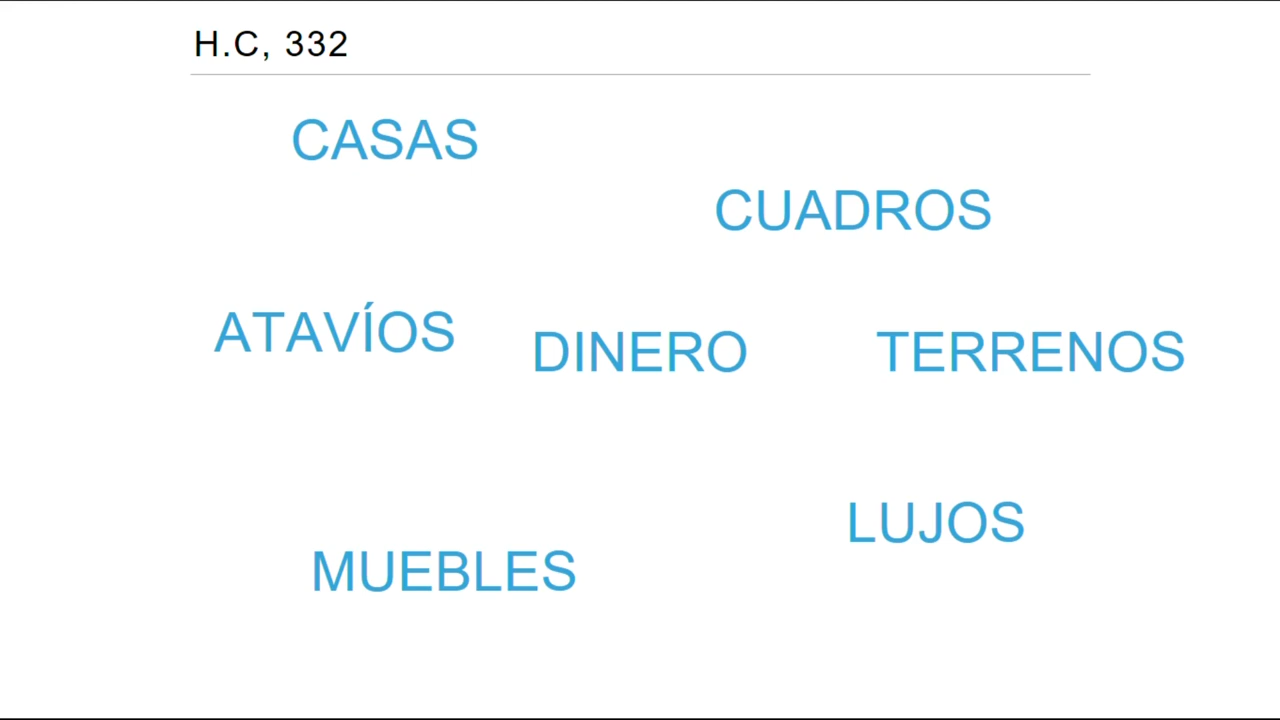 H.C, 332
CASAS
CUADROS
ATAVÍOS
DINERO
TERRENOS
LUJOS
MUEBLES